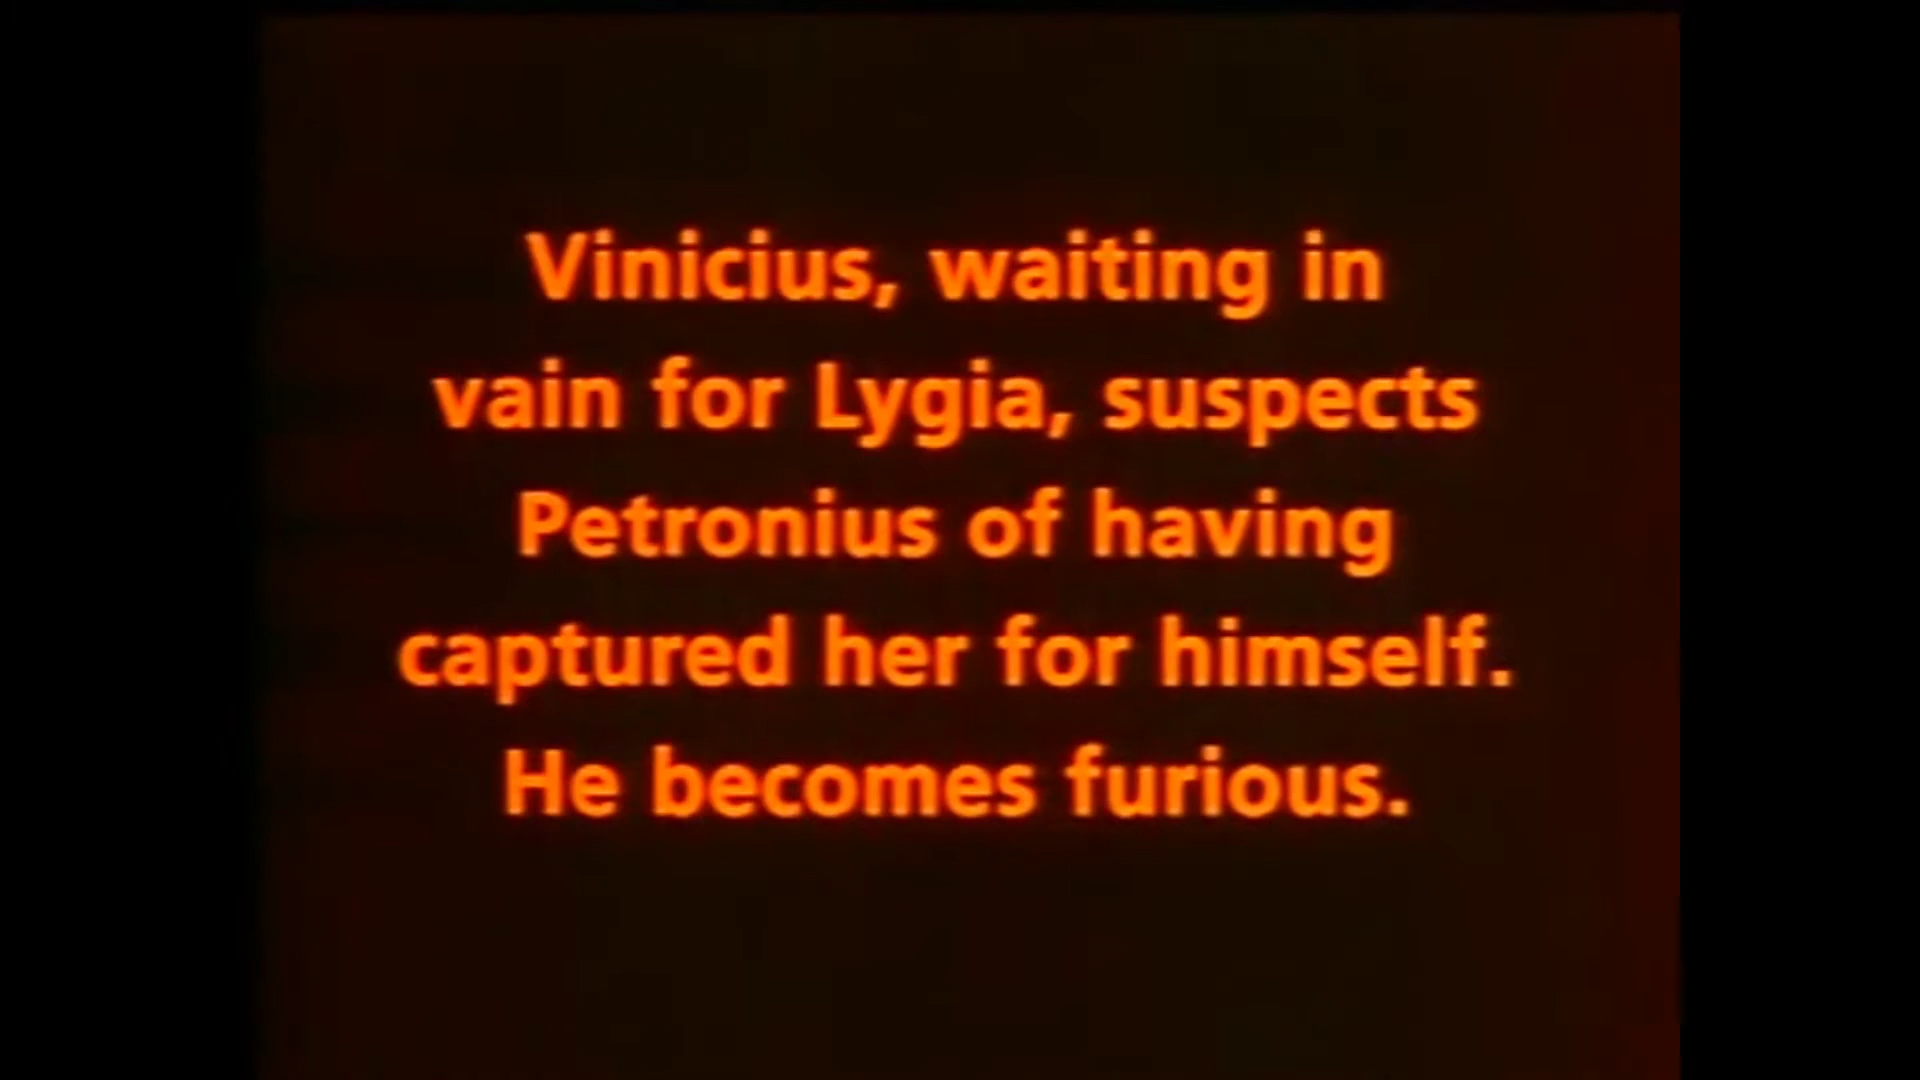 Vinicius, waiting in
vain for Lygia, suspects
Petronius of having
captured her for himself.
He becomes furious.